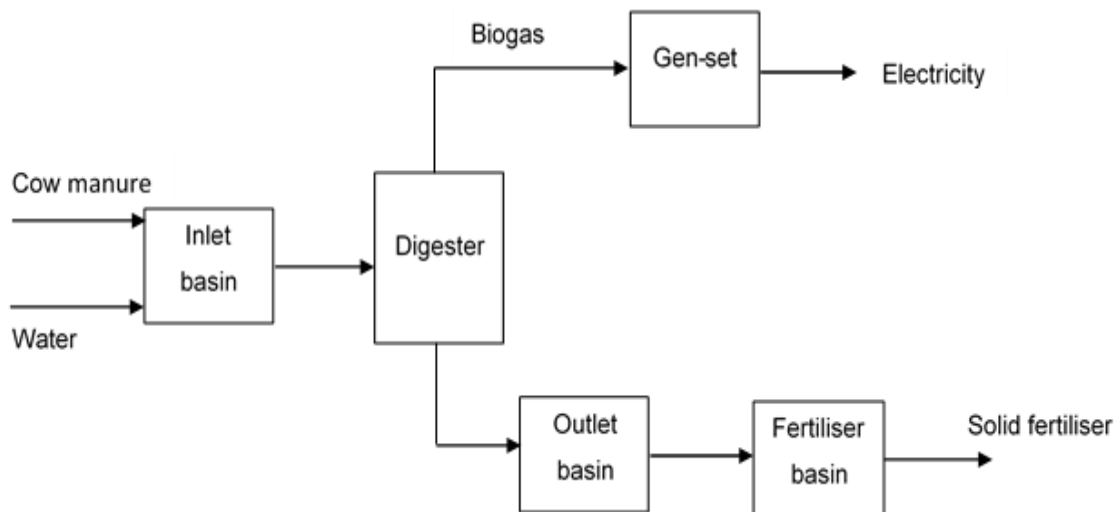 Biogas
Gen-set
Electricity
Cow manure
Inlet
basin
Digester
Water
Outlet
basin
Fertiliser
basin
Solid fertiliser